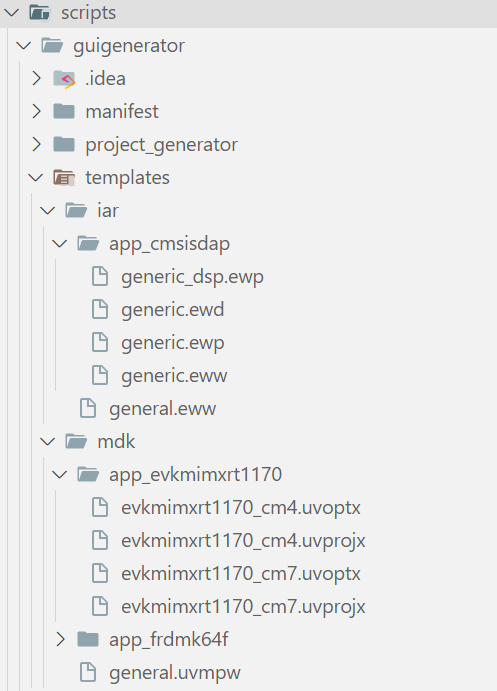 scripts
guigenerator
.idea
manifest
project_generator
templates
iar
app_cmsisdap
generic_dsp.ewp
generic.ewd
generic.ewp
generic.eww
general.eww
mdk
app_evkmimxrt1170
evkmimxrt1170_cm4.uvoptx
evkmimxrt1170_cm4.uvprojx
evkmimxrt1170_cm7.uvoptx
evkmimxrt1170_cm7.uvprojx
app_frdmk64f
general.uvmpw